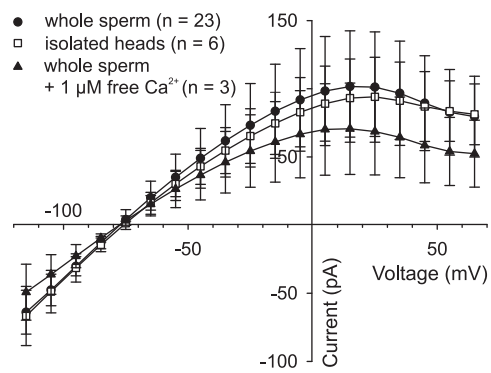 whole sperm (n = 23)
isolated heads (n = 6)
whole sperm
+ 1 µM free Ca²⁺ (n = 3)
150
50
-100
-50
50
Voltage (mV)
-50
-100
Current (pA)